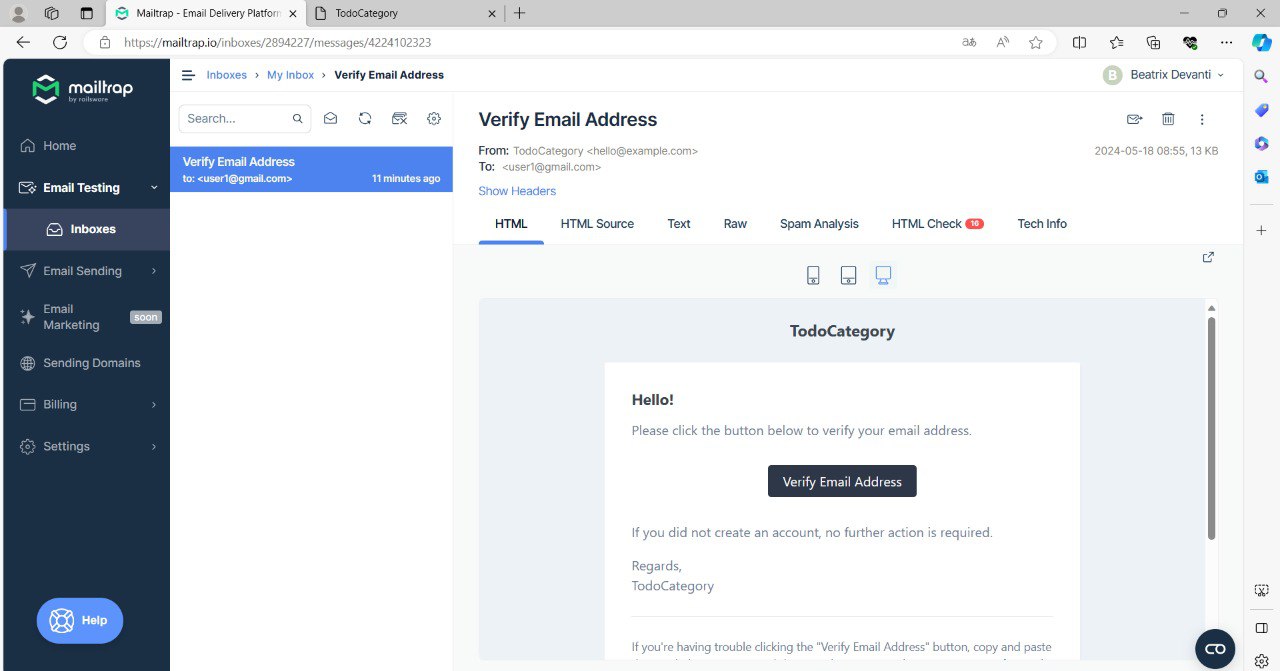 Mailtrap - Email Delivery Platform
TodoCategory
https://mailtrap.io/inboxes/2894227/messages/4224102323
mailtrap
by railsware
Home
Email Testing
Inboxes
Email Sending
Email
Marketing
soon
Sending Domains
Billing
Settings
Help
Inboxes > My Inbox > Verify Email Address
B Beatrix Devanti
Search...
Verify Email Address
to: <user1@gmail.com> 11 minutes ago
Verify Email Address
From: TodoCategory <hello@example.com>
2024-05-18 08:55, 13 KB
To: <user1@gmail.com>
Show Headers
HTML HTML Source Text Raw Spam Analysis HTML Check 16 Tech Info
TodoCategory
Hello!
Please click the button below to verify your email address.
Verify Email Address
If you did not create an account, no further action is required.
Regards,
TodoCategory
If you're having trouble clicking the "Verify Email Address" button, copy and paste